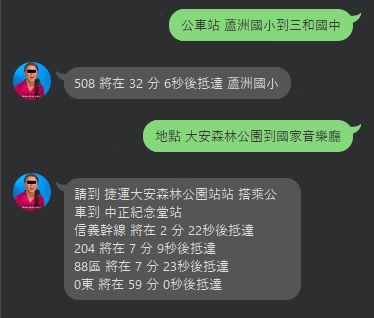 公車站 蘆洲國小到三和國中
508 將在 32 分 6秒後抵達 蘆洲國小
地點 大安森林公園到國家音樂廳
請到 捷運大安森林公園站站 搭乘公
車到 中正紀念堂站
信義幹線 將在 2 分 22秒後抵達
204 將在 7 分 9秒後抵達
88區 將在 7 分 23秒後抵達
0東 將在 59 分 0秒後抵達